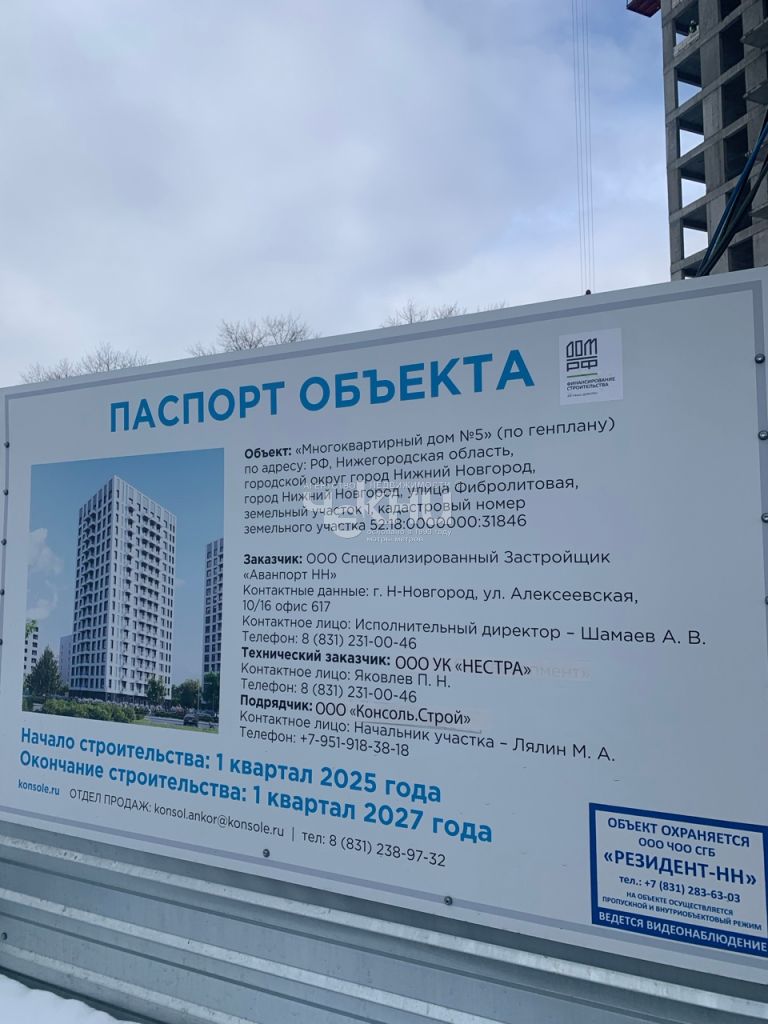 ПАСПОРТ ОБЪЕКТА
ДОМ
РФ
ФИНАНСИРОВАНИЕ
СТРОИТЕЛЬСТВА
Объект: «Многоквартирный дом №5» (по генплану)
по адресу: РФ, Нижегородская область,
городской округ город Нижний Новгород,
город Нижний Новгород, улица Фибролитовая,
земельный участок 1, кадастровый номер
земельного участка 52:18:0000000:31846
Заказчик: ООО Специализированный Застройщик
«Аванпорт НН»
Контактные данные: г. Н-Новгород, ул. Алексеевская,
10/16 офис 617
Контактное лицо: Исполнительный директор – Шамаев А. В.
Телефон: 8 (831) 231-00-46
Технический заказчик: ООО УК «НЕСТРА»
Контактное лицо: Яковлев П. Н.
Телефон: 8 (831) 231-00-46
Подрядчик: ООО «Консоль.Строй»
Контактное лицо: Начальник участка – Лялин М. А.
Телефон: +7-951-918-38-18
Начало строительства: 1 квартал 2025 года
Окончание строительства: 1 квартал 2027 года
konsole.ru ОТДЕЛ ПРОДАЖ: konsol.ankor@konsole.ru | тел: 8 (831) 238-97-32
ОБЪЕКТ ОХРАНЯЕТСЯ
ООО ЧОО СГБ
«РЕЗИДЕНТ-НН»
тел.: +7 (831) 283-63-03
НА ОБЪЕКТЕ ОСУЩЕСТВЛЯЕТСЯ
ПРОПУСКНОЙ И ВНУТРИОБЪЕКТОВЫЙ РЕЖИМ
ВЕДЕТСЯ ВИДЕОНАБЛЮДЕНИЕ